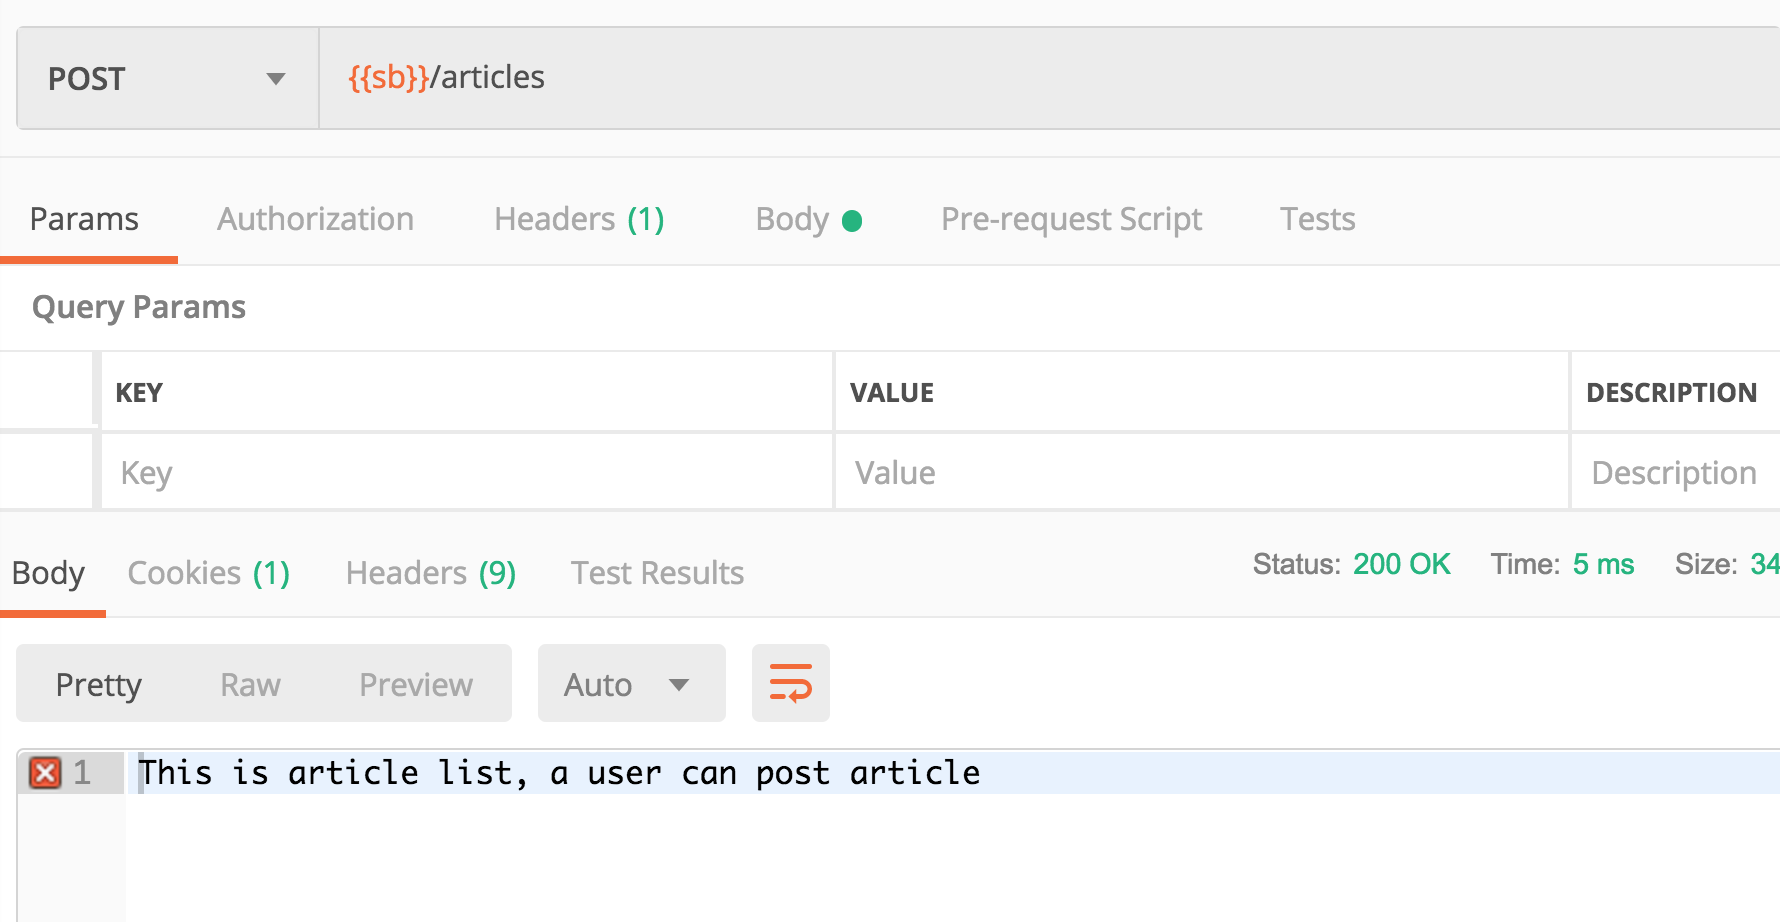 POST {{sb}}/articles
Params Authorization Headers (1) Body Pre-request Script Tests
Query Params
KEY VALUE DESCRIPTION
Key Value Description
Body Cookies (1) Headers (9) Test Results Status: 200 OK Time: 5 ms Size: 34
Pretty Raw Preview Auto
1 This is article list, a user can post article